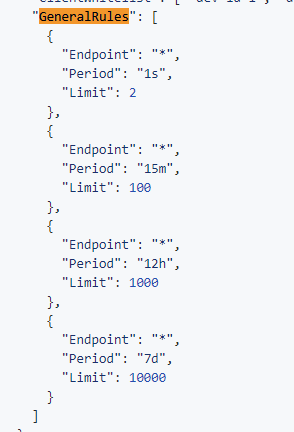 "GeneralRules": [
{
"Endpoint": "*",
"Period": "1s",
"Limit": 2
},
{
"Endpoint": "*",
"Period": "15m",
"Limit": 100
},
{
"Endpoint": "*",
"Period": "12h",
"Limit": 1000
},
{
"Endpoint": "*",
"Period": "7d",
"Limit": 10000
}
]